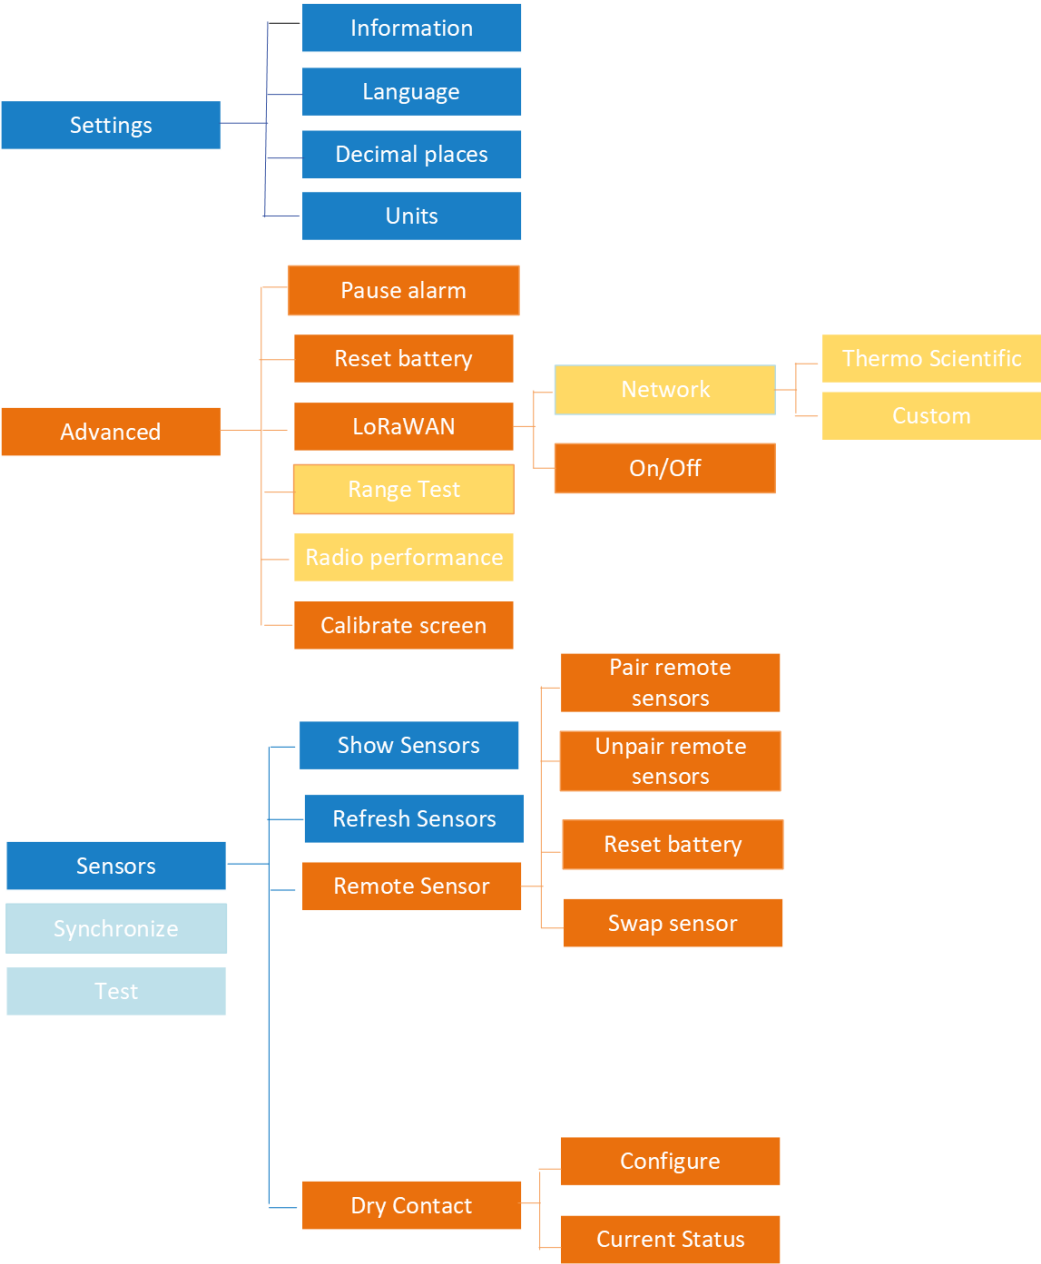 Settings
Information
Language
Decimal places
Units
Advanced
Pause alarm
Reset battery
LoRaWAN
Network
Thermo Scientific
Custom
On/Off
Range Test
Radio performance
Calibrate screen
Sensors
Show Sensors
Refresh Sensors
Remote Sensor
Pair remote
sensors
Unpair remote
sensors
Reset battery
Swap sensor
Dry Contact
Configure
Current Status
Synchronize
Test